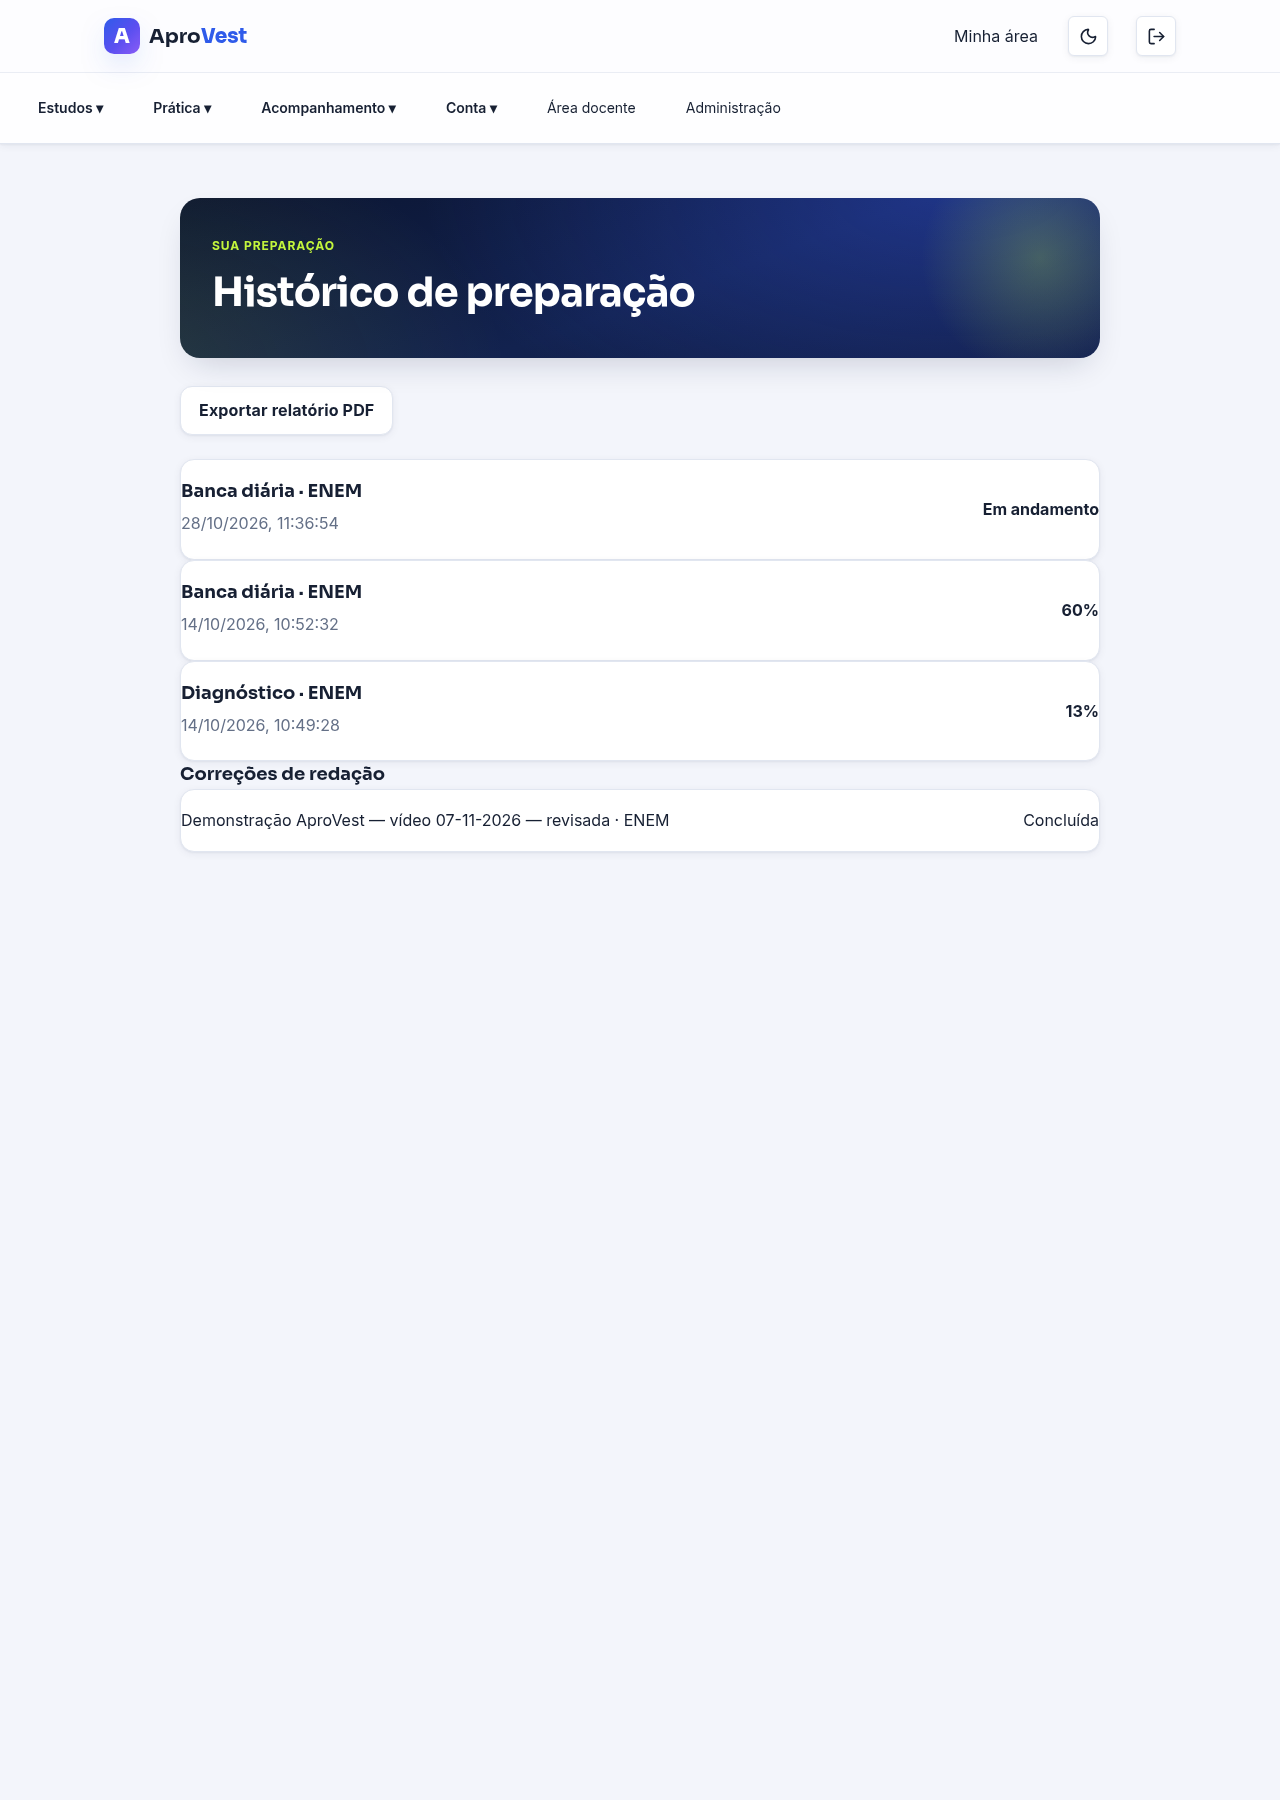 A AproVest
Minha área
Estudos ▾ Prática ▾ Acompanhamento ▾ Conta ▾ Área docente Administração
SUA PREPARAÇÃO
Histórico de preparação
Exportar relatório PDF
Banca diária · ENEM
28/10/2026, 11:36:54
Em andamento
Banca diária · ENEM
14/10/2026, 10:52:32
60%
Diagnóstico · ENEM
14/10/2026, 10:49:28
13%
Correções de redação
Demonstração AproVest — vídeo 07-11-2026 — revisada · ENEM
Concluída